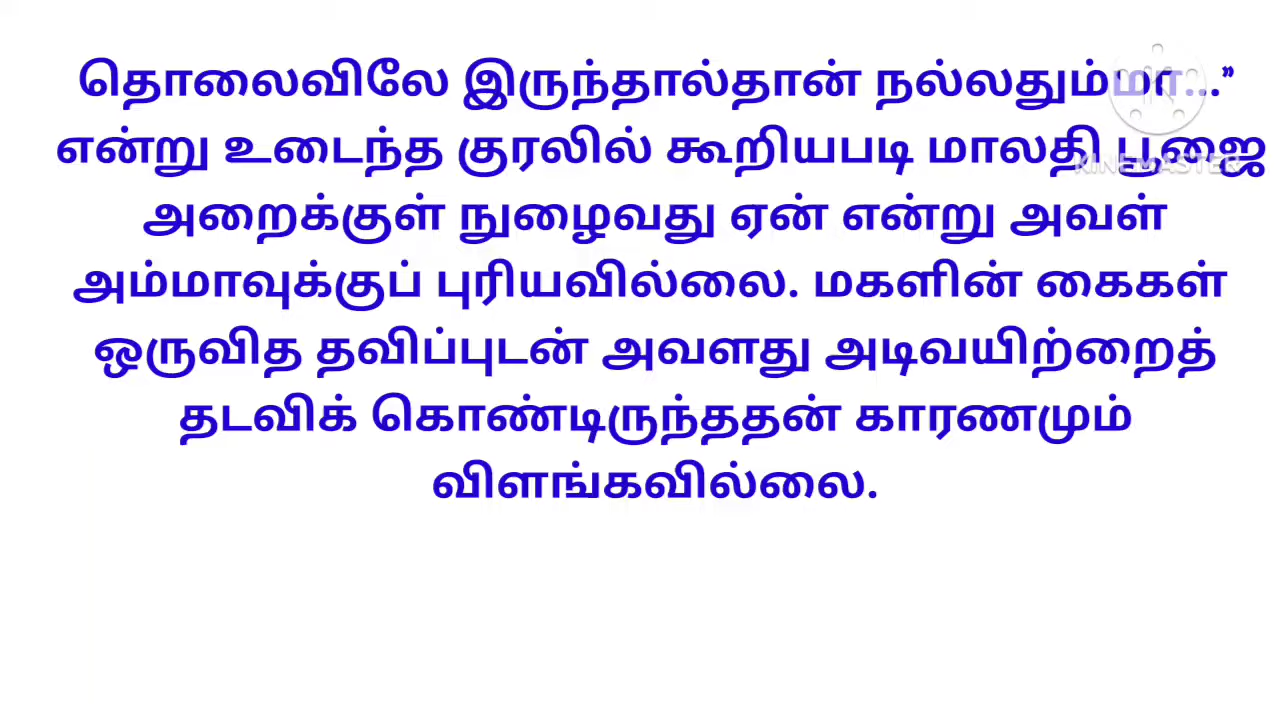 தொலைவிலே இருந்தால்தான் நல்லதும்மா..."
என்று உடைந்த குரலில் கூறியபடி மாலதி பூஜை
KINEMASTER
அறைக்குள் நுழைவது ஏன் என்று அவள்
அம்மாவுக்குப் புரியவில்லை. மகளின் கைகள்
ஒருவித தவிப்புடன் அவளது அடிவயிற்றைத்
தடவிக் கொண்டிருந்ததன் காரணமும்
விளங்கவில்லை.